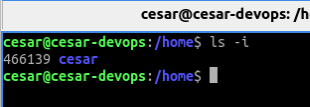 cesar@cesar-devops: /h
cesar@cesar-devops:/home$ ls -i
466139 cesar
cesar@cesar-devops:/home$